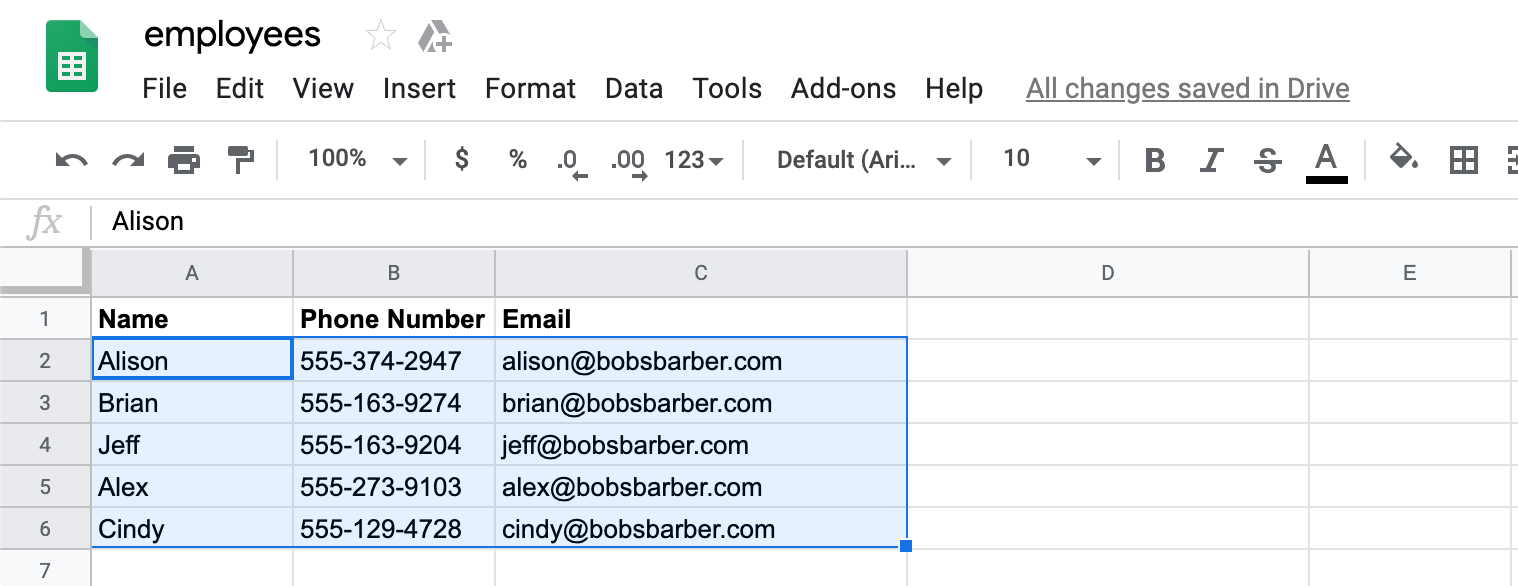 employees
File Edit View Insert Format Data Tools Add-ons Help All changes saved in Drive
100% $ % .0 .00 123 Default (Ari... 10 B I S A
fx Alison
A B C D E
1 Name Phone Number Email
2 Alison 555-374-2947 alison@bobsbarber.com
3 Brian 555-163-9274 brian@bobsbarber.com
4 Jeff 555-163-9204 jeff@bobsbarber.com
5 Alex 555-273-9103 alex@bobsbarber.com
6 Cindy 555-129-4728 cindy@bobsbarber.com
7